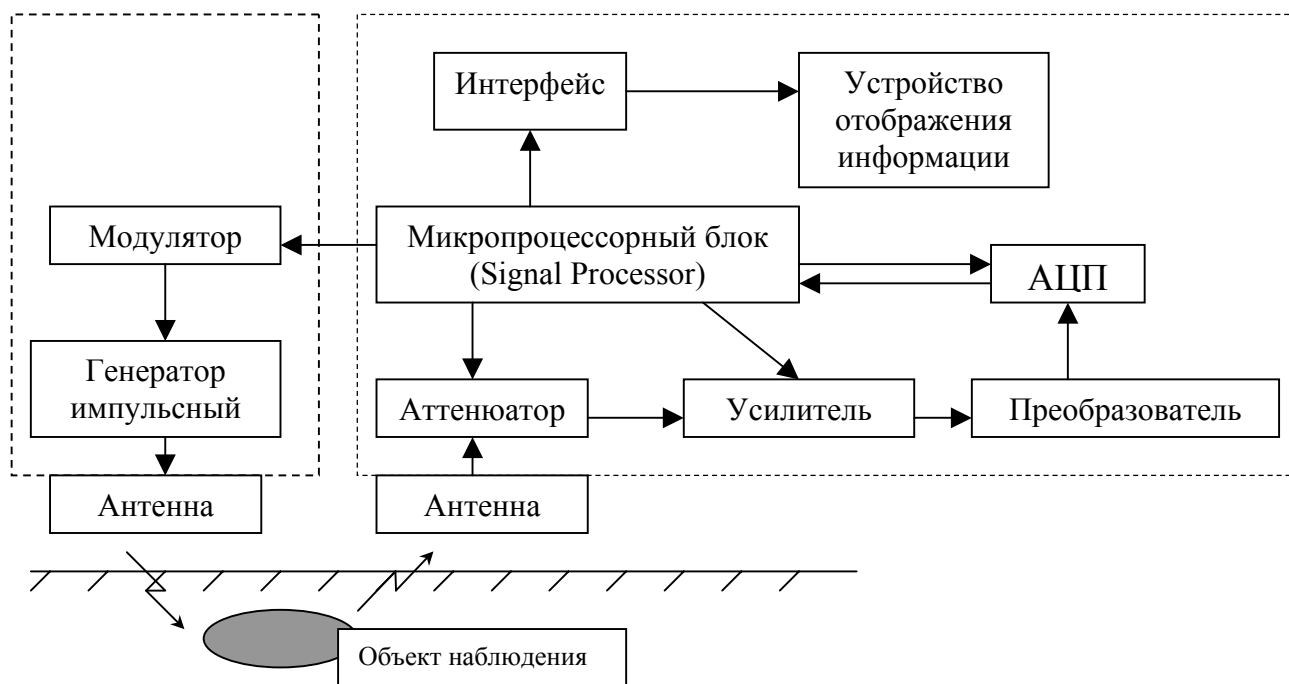 Интерфейс
Устройство
отображения
информации
Модулятор
Микропроцессорный блок
(Signal Processor)
АЦП
Генератор
импульсный
Аттенюатор
Усилитель
Преобразователь
Антенна
Антенна
Объект наблюдения